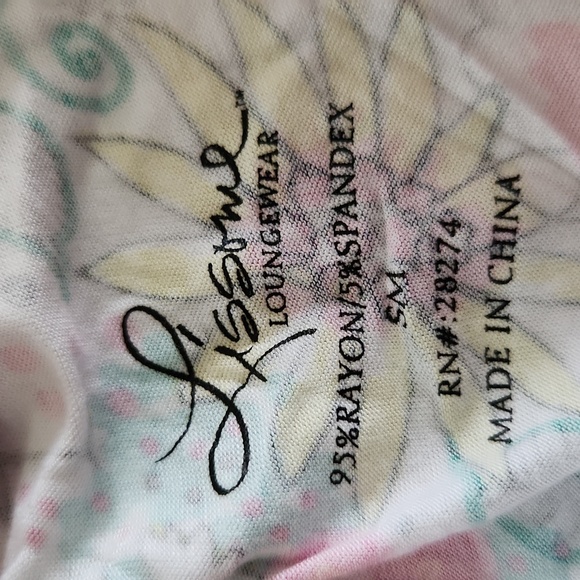 Lissome™
LOUNGEWEAR
95%RAYON/5%SPANDEX
SM
RN#:28274
MADE IN CHINA